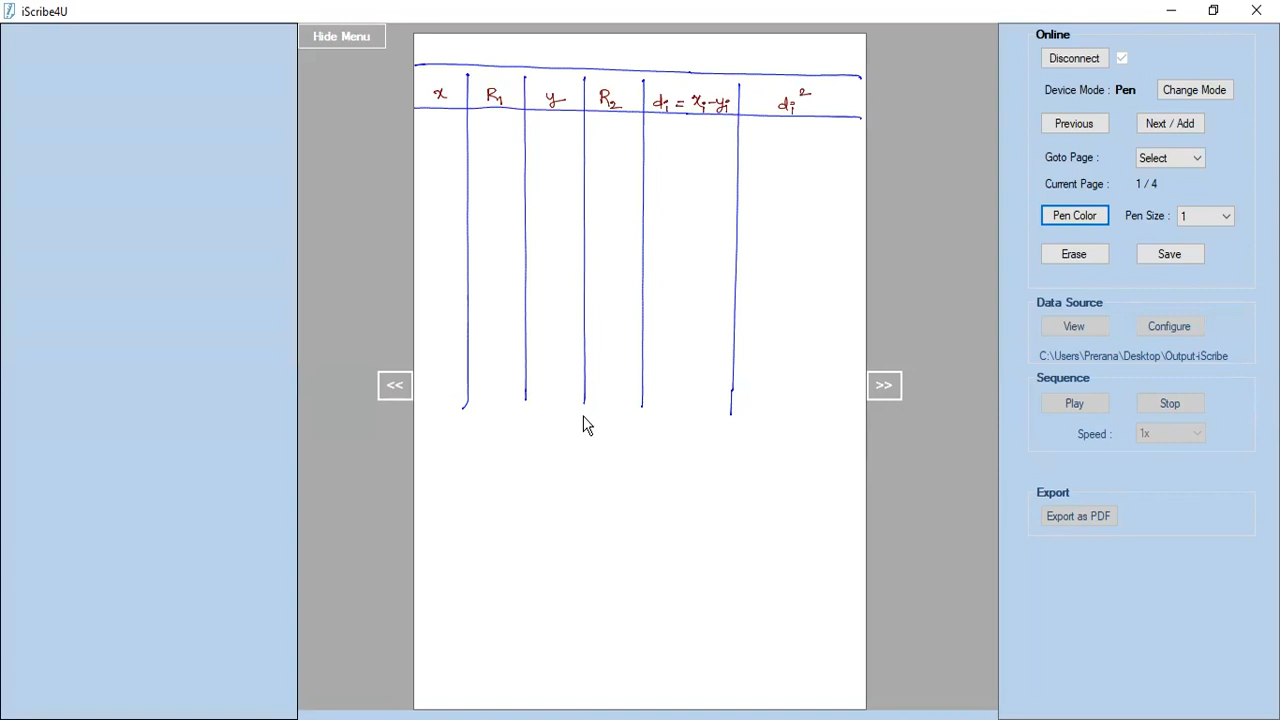 iScribe4U
Hide Menu
x R₁ y R₂ di = xi-yi di²
<<
>>
Online
Disconnect
Device Mode : Pen Change Mode
Previous Next / Add
Goto Page : Select
Current Page : 1 / 4
Pen Color Pen Size : 1
Erase Save
Data Source
View Configure
C:\Users\Prerana\Desktop\Output-iScribe
Sequence
Play Stop
Speed : 1x
Export
Export as PDF